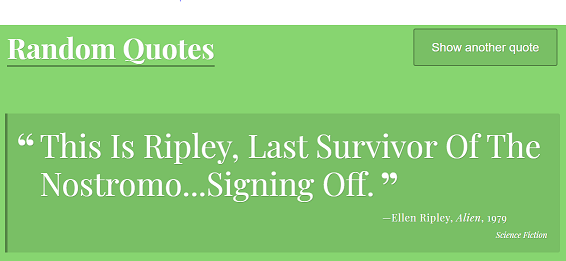 Random Quotes
Show another quote
“ This Is Ripley, Last Survivor Of The
Nostromo...Signing Off. ”
—Ellen Ripley, Alien, 1979
Science Fiction